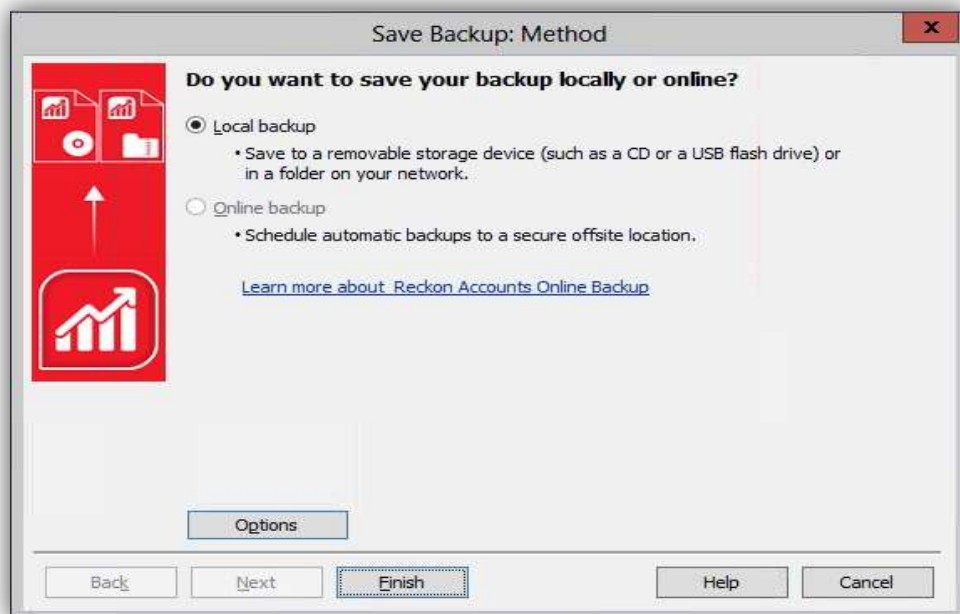 Save Backup: Method
x
Do you want to save your backup locally or online?
Local backup
• Save to a removable storage device (such as a CD or a USB flash drive) or
in a folder on your network.
Online backup
• Schedule automatic backups to a secure offsite location.
Learn more about Reckon Accounts Online Backup
Options
Back
Next
Finish
Help
Cancel